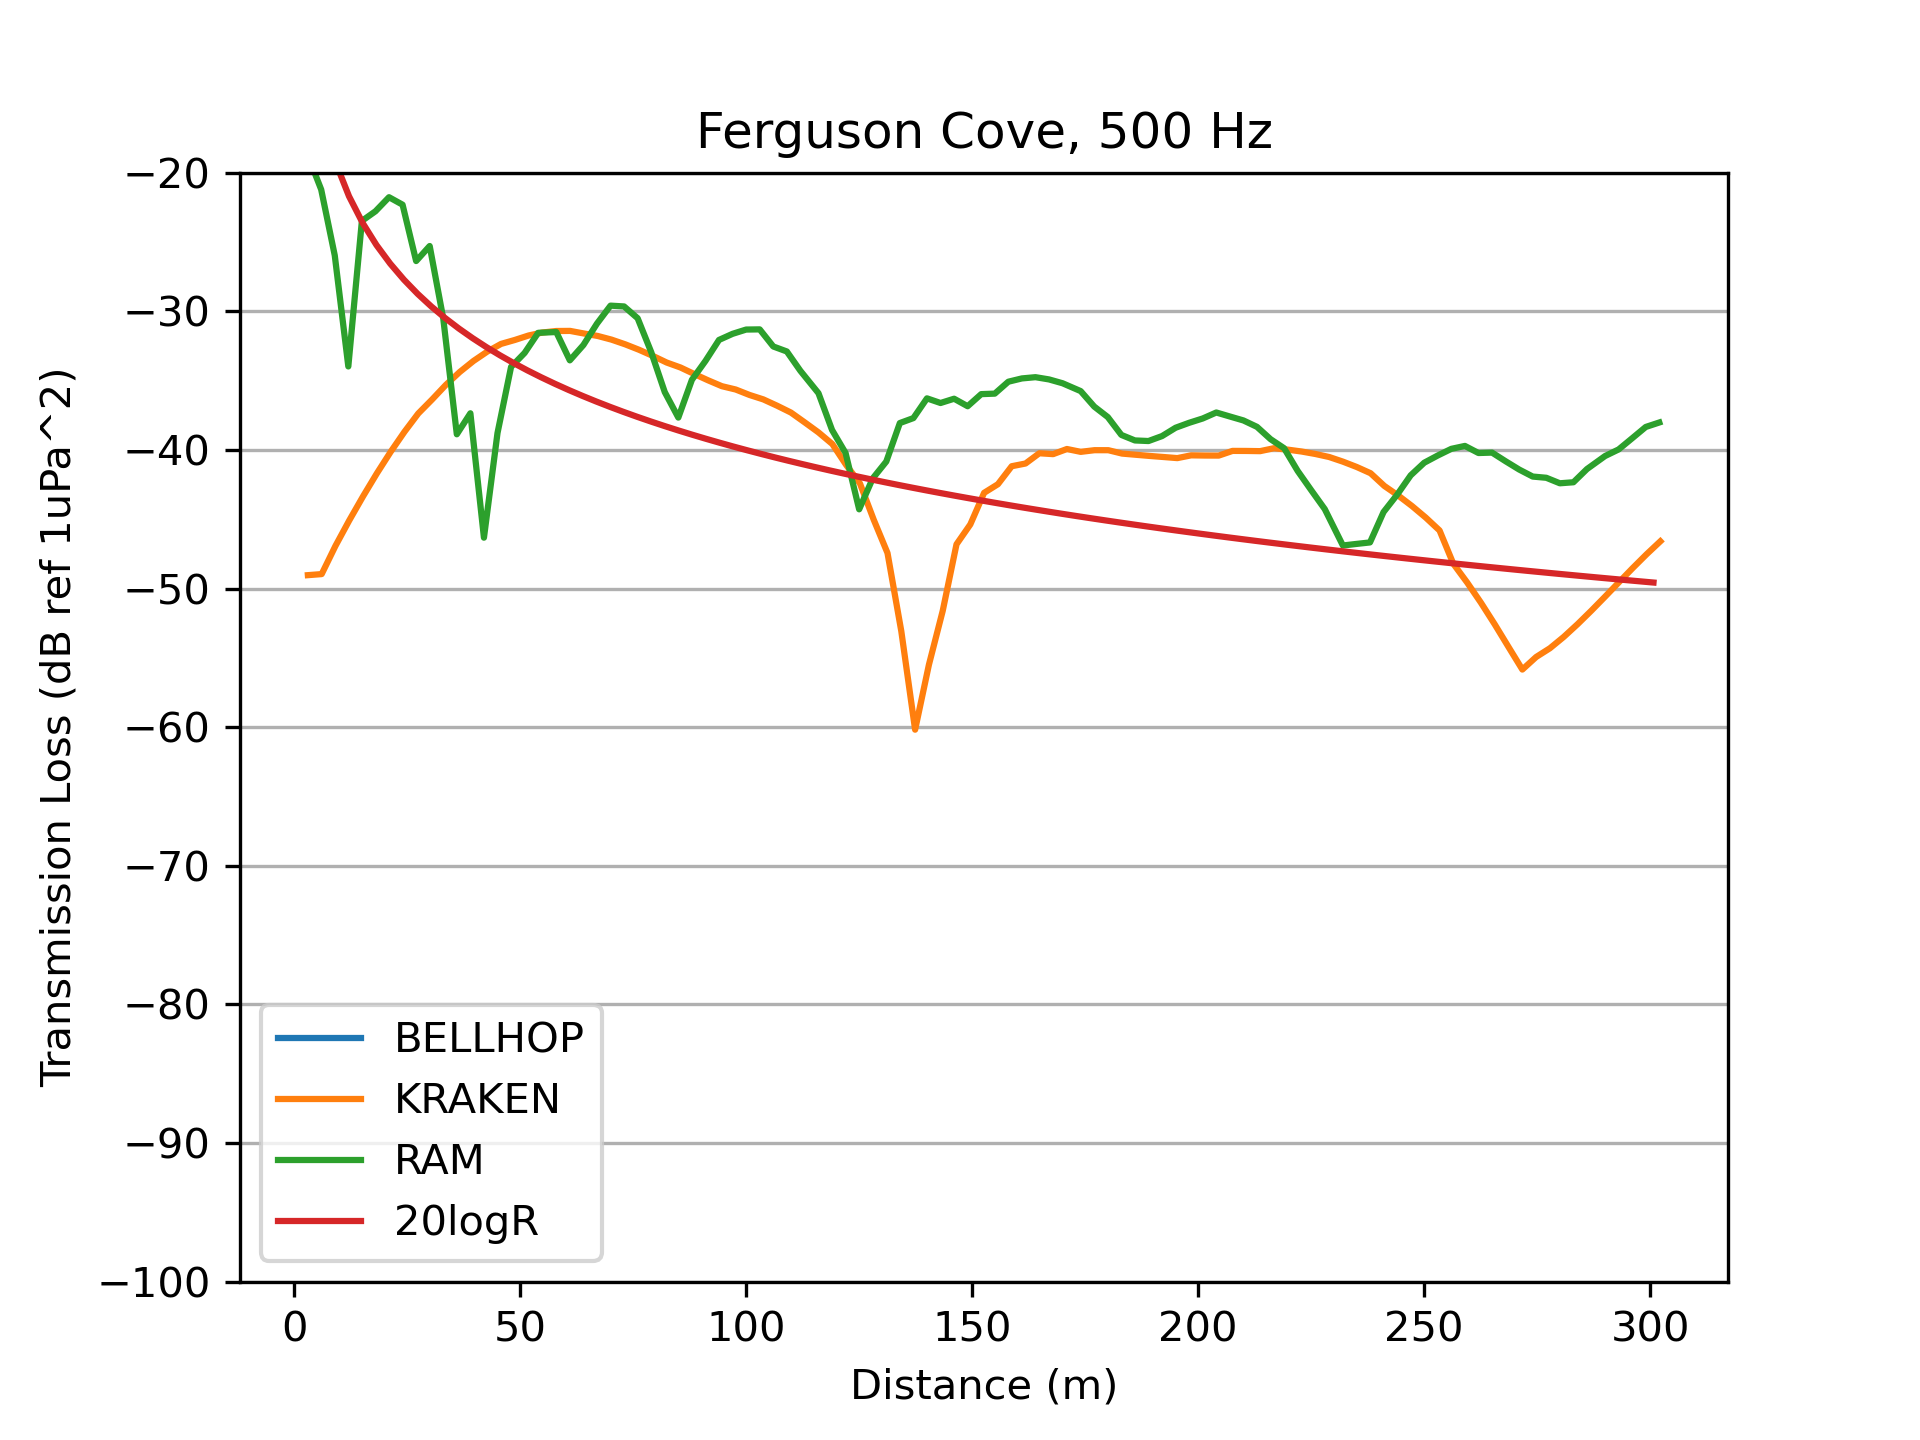 Ferguson Cove, 500 Hz
Transmission Loss (dB ref 1uPa^2)
−20
−30
−40
−50
−60
−70
−80
−90
−100
BELLHOP
KRAKEN
RAM
20logR
0 50 100 150 200 250 300
Distance (m)